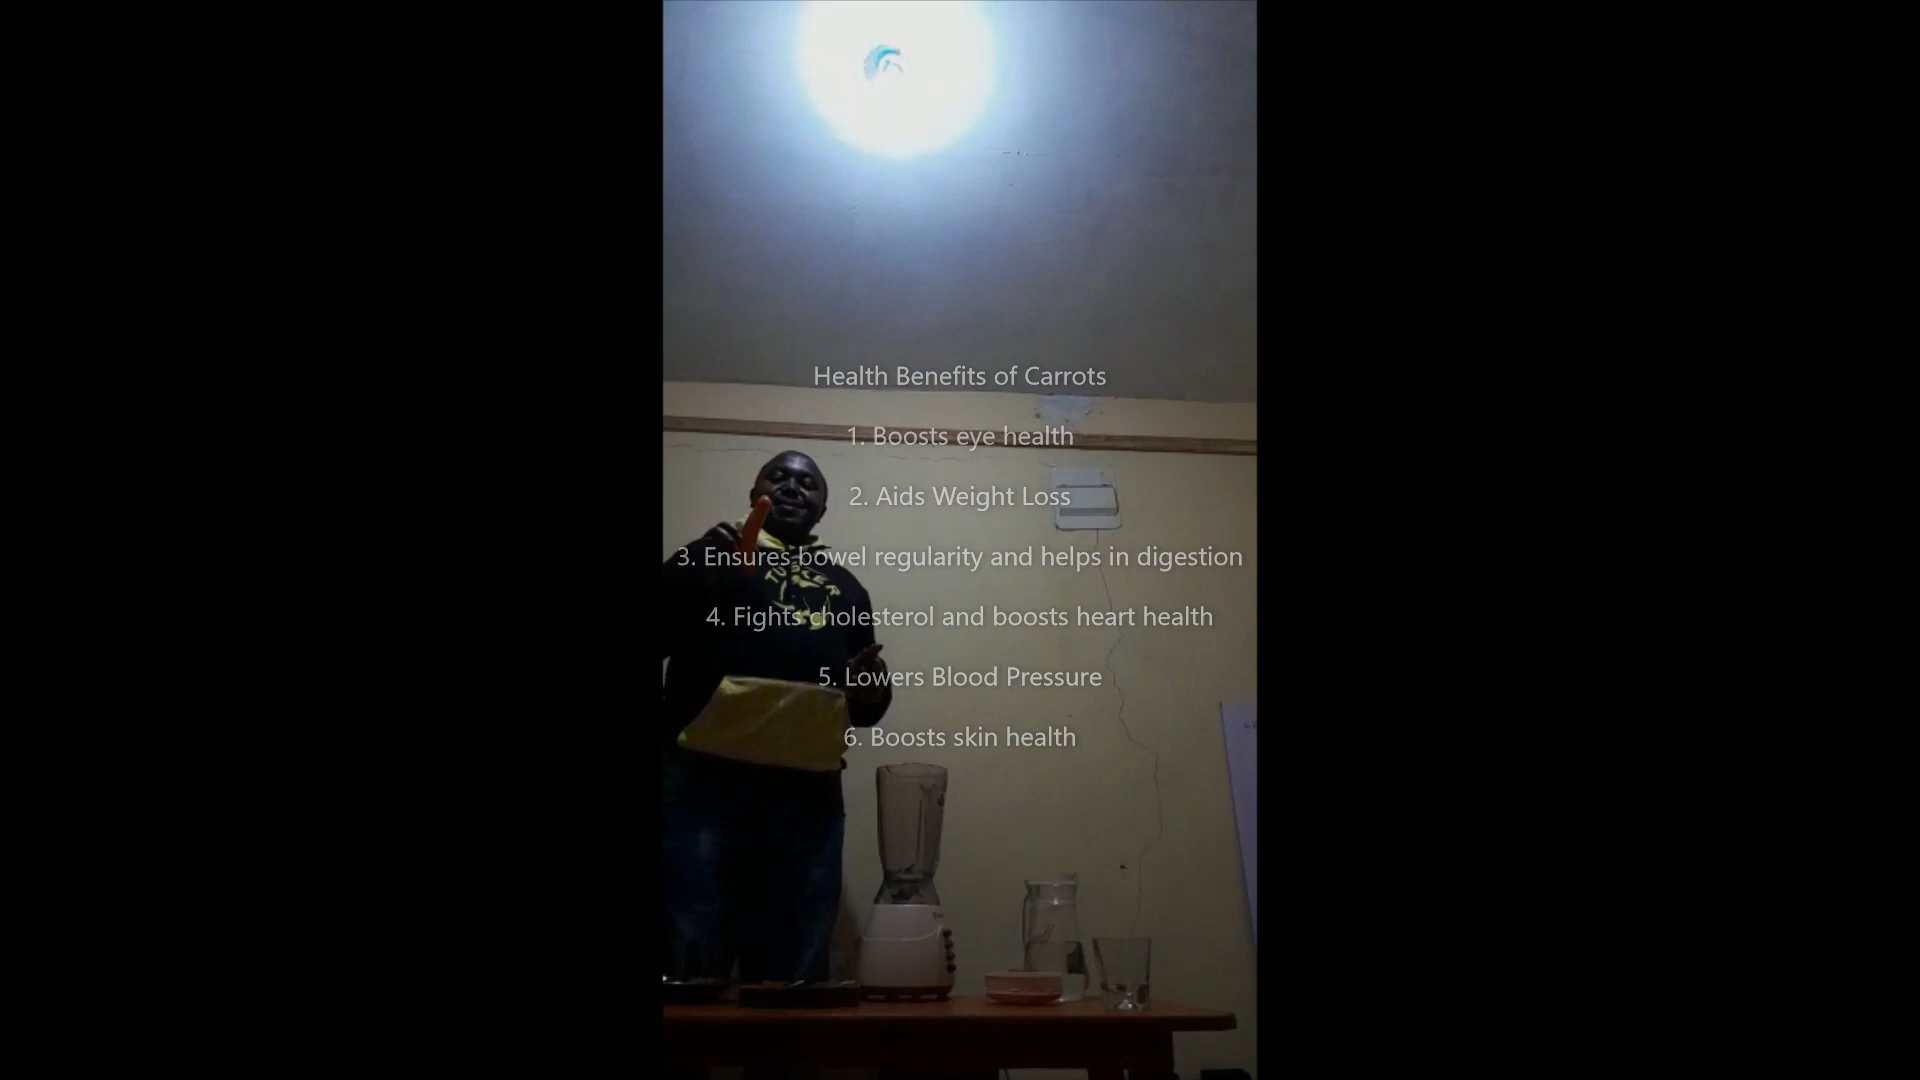 Health Benefits of Carrots
1. Boosts eye health
2. Aids Weight Loss
3. Ensures bowel regularity and helps in digestion
TUSKER
4. Fights cholesterol and boosts heart health
5. Lowers Blood Pressure
6. Boosts skin health